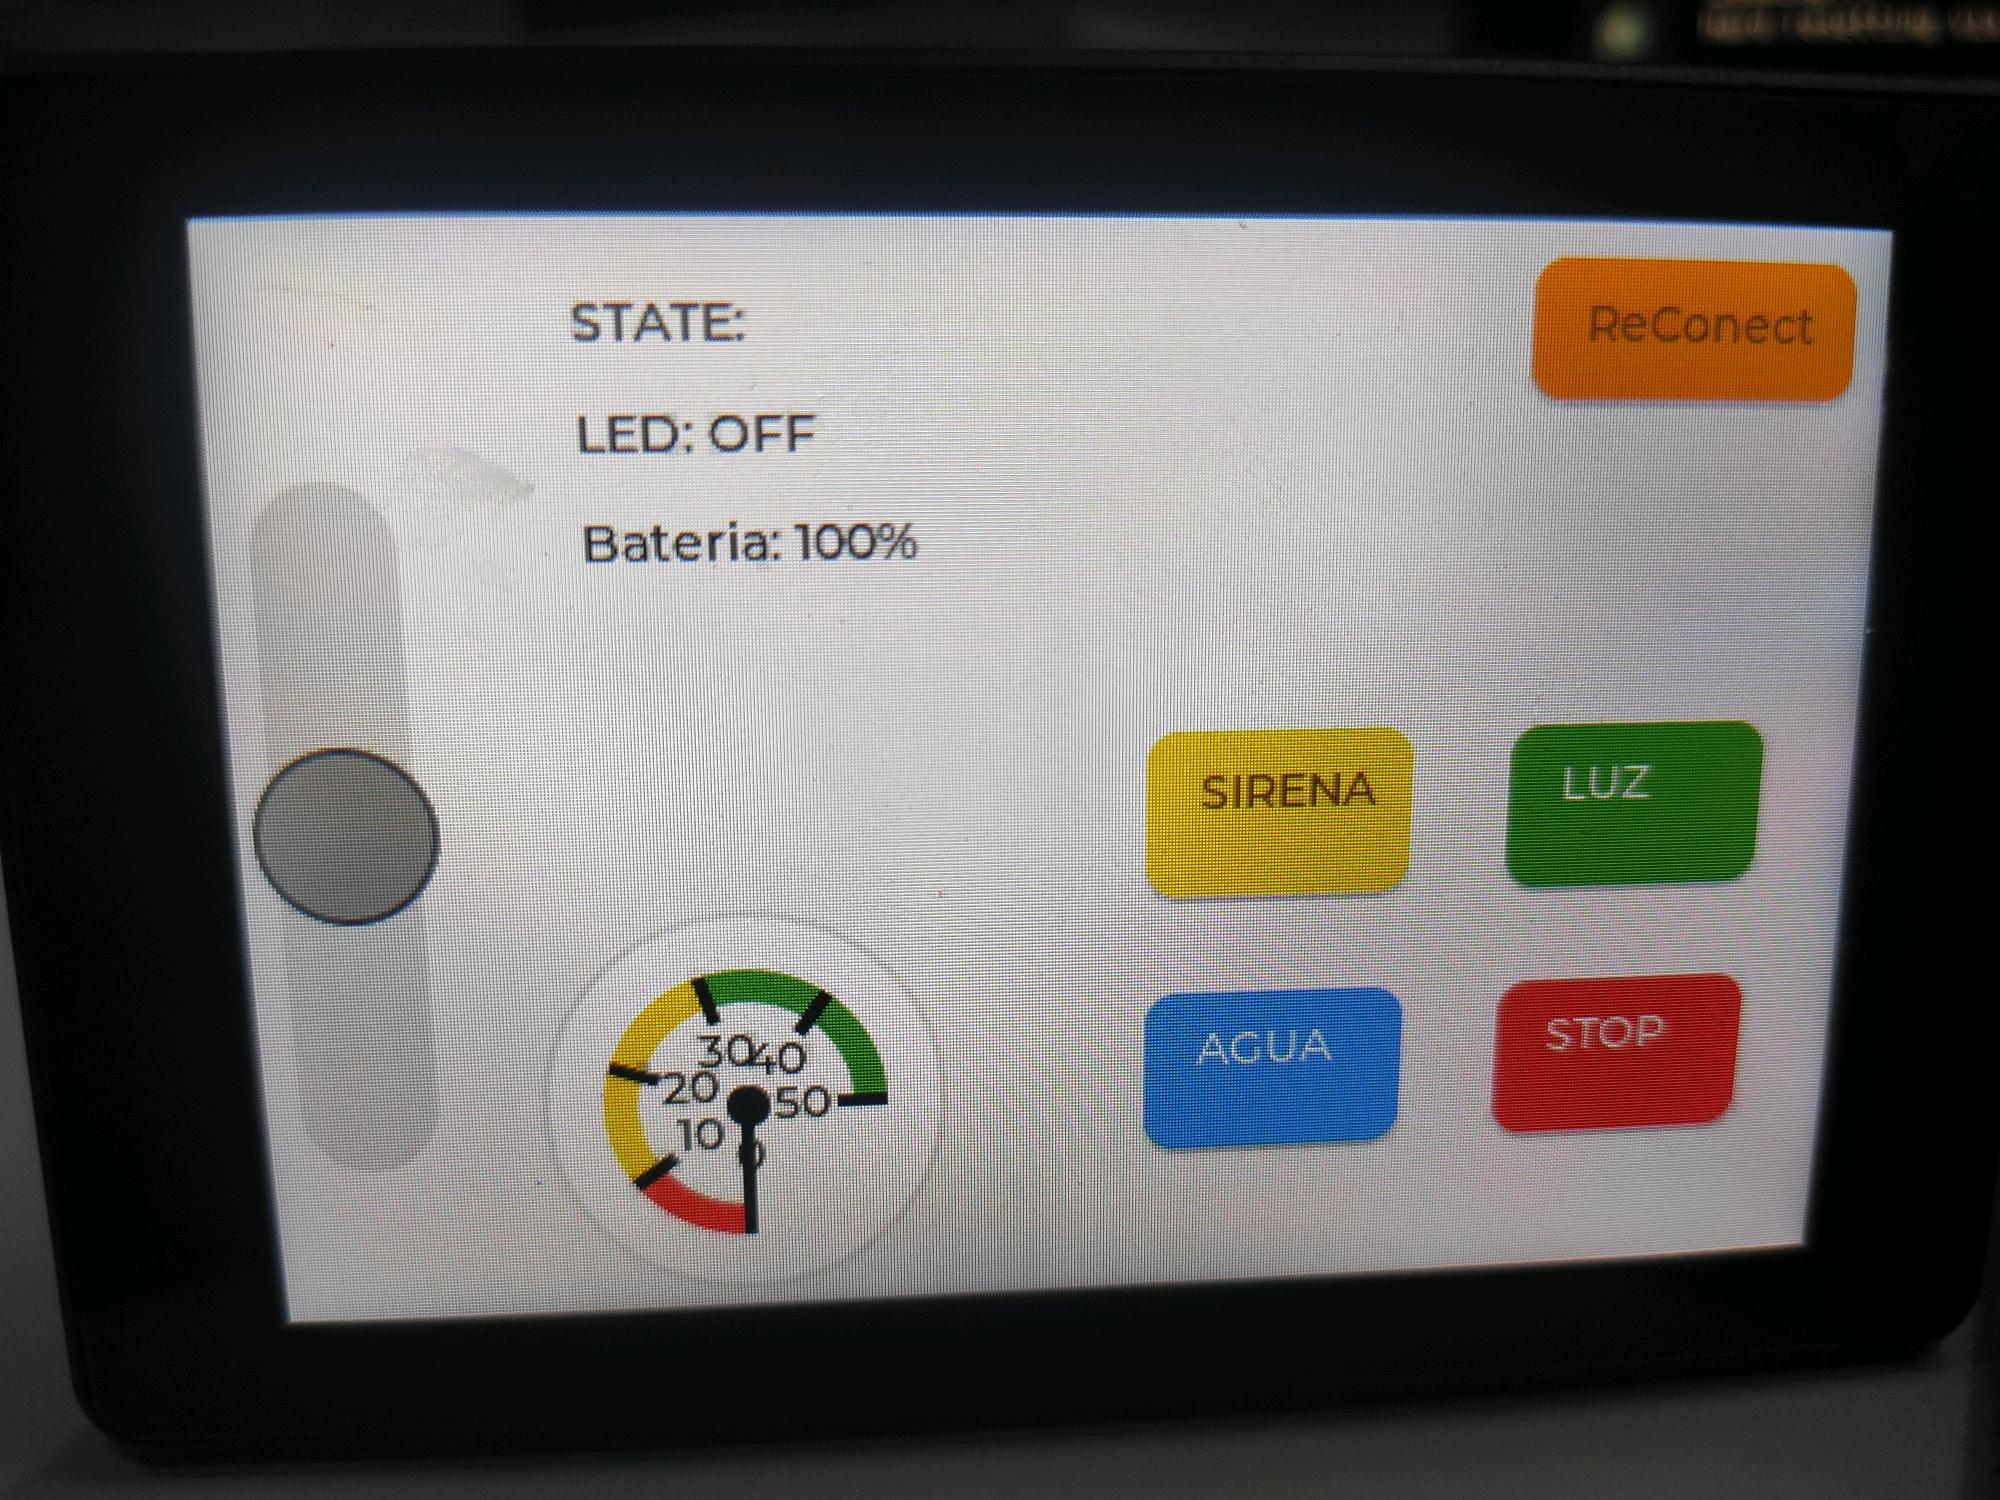 STATE:
ReConect
LED: OFF
Bateria: 100%
SIRENA
LUZ
30
40
20
50
10
0
AGUA
STOP